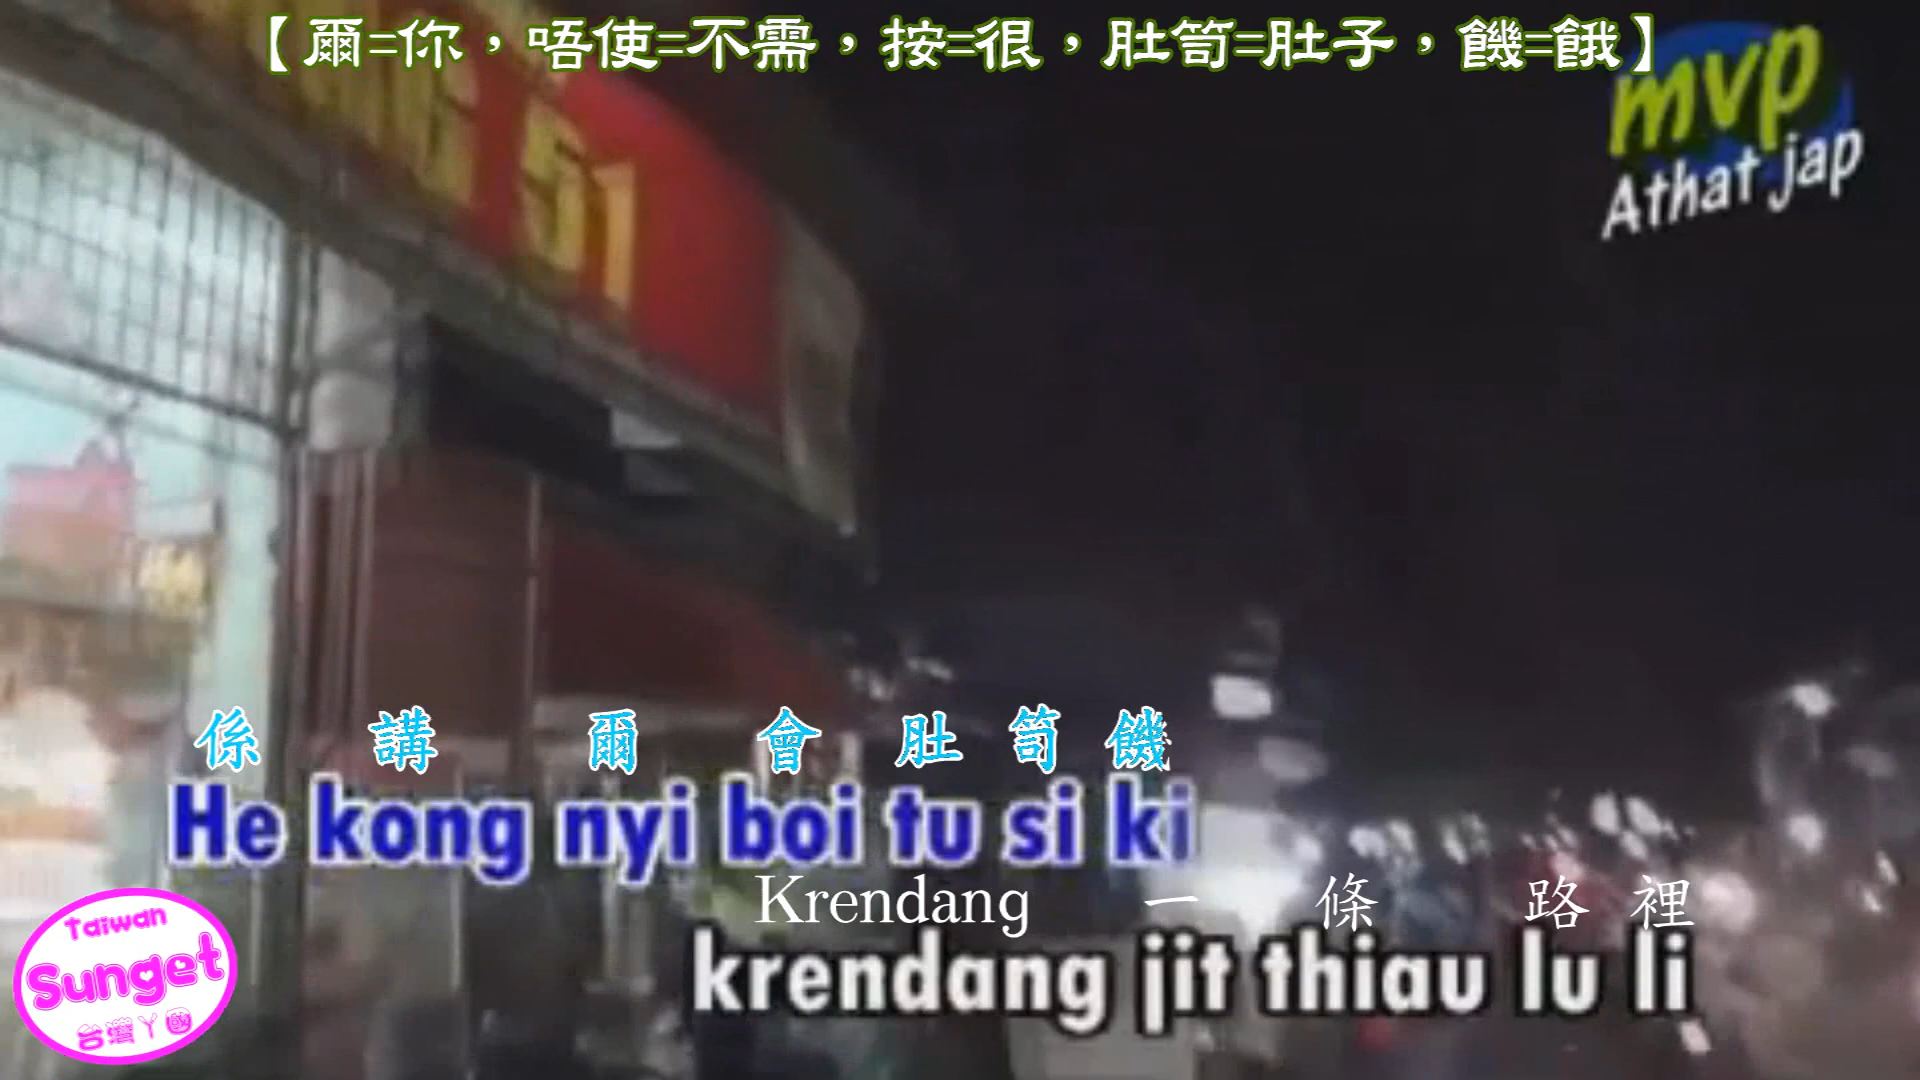 【爾=你，唔使=不需，按=很，肚笥=肚子，饑=餓】
mvp
Athat jap
51
係 講 爾 會 肚 笥 饑
He kong nyi boi tu si ki
Krendang 一 條 路 裡
krendang jit thiau lu li
Taiwan
Sunget
台灣丫國